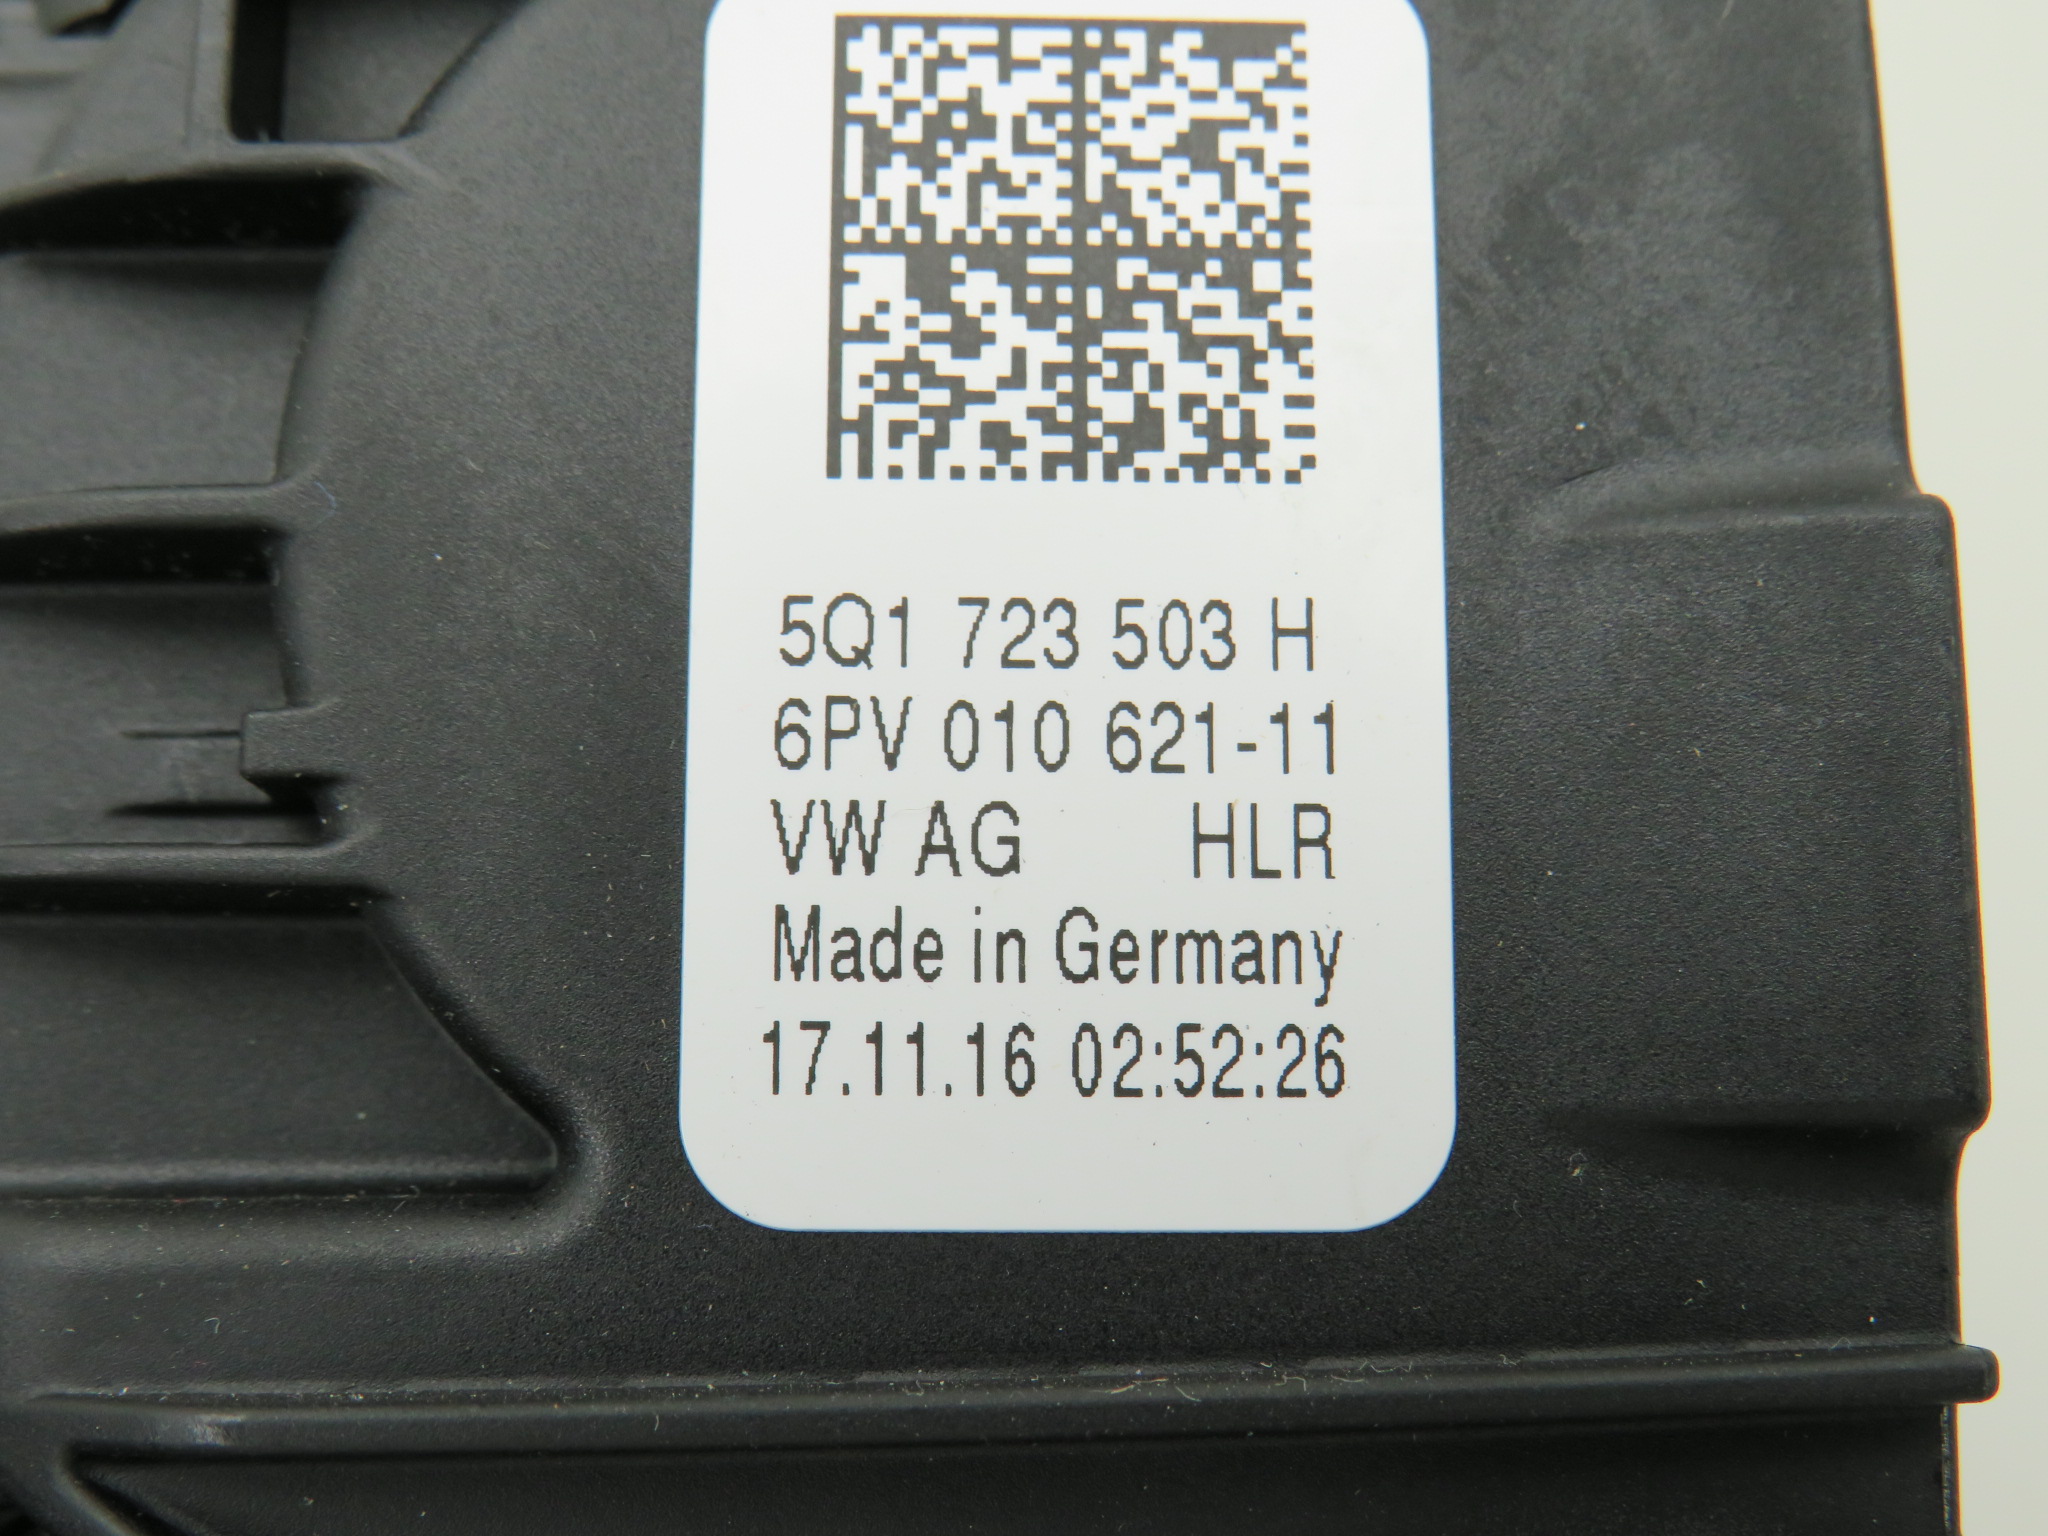 5Q1 723 503 H
6PV 010 621-11
VW AG HLR
Made in Germany
17.11.16 02:52:26